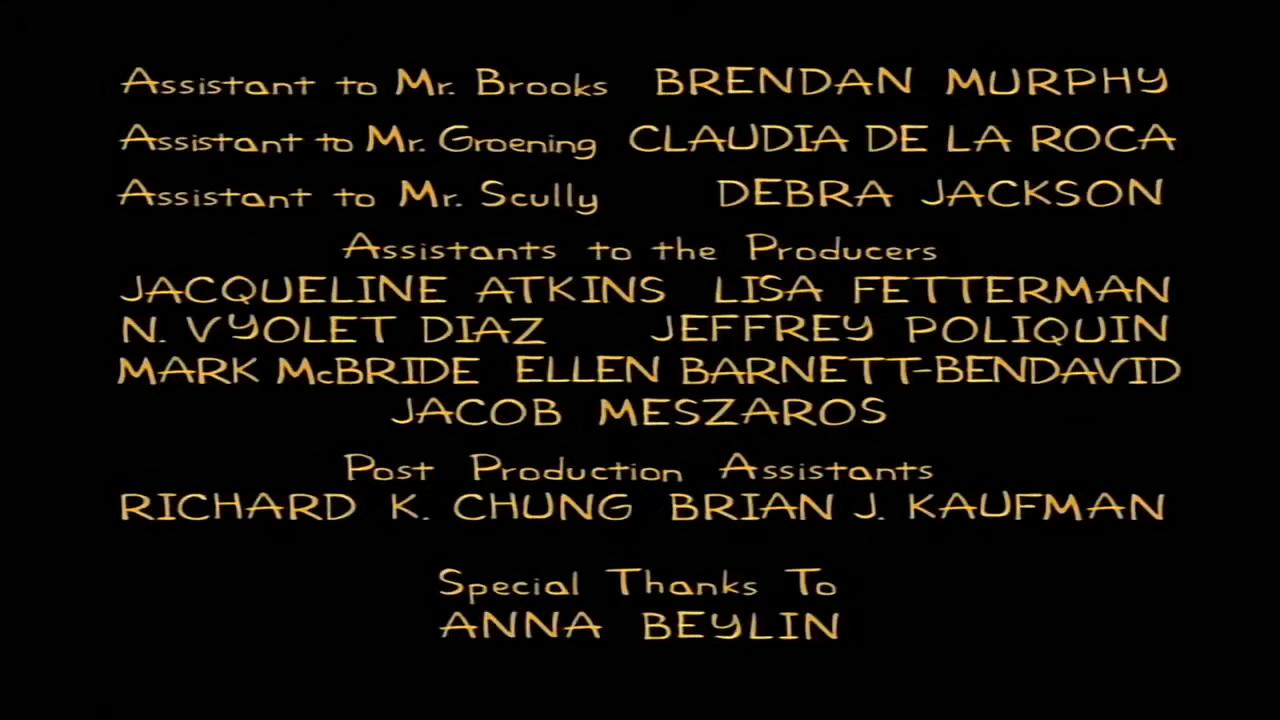 Assistant to Mr. Brooks BRENDAN MURPHY
Assistant to Mr. Groening CLAUDIA DE LA ROCA
Assistant to Mr. Scully DEBRA JACKSON
Assistants to the Producers
JACQUELINE ATKINS LISA FETTERMAN
N. VYOLET DIAZ JEFFREY POLIQUIN
MARK McBRIDE ELLEN BARNETT-BENDAVID
JACOB MESZAROS
Post Production Assistants
RICHARD K. CHUNG BRIAN J. KAUFMAN
Special Thanks To
ANNA BEYLIN